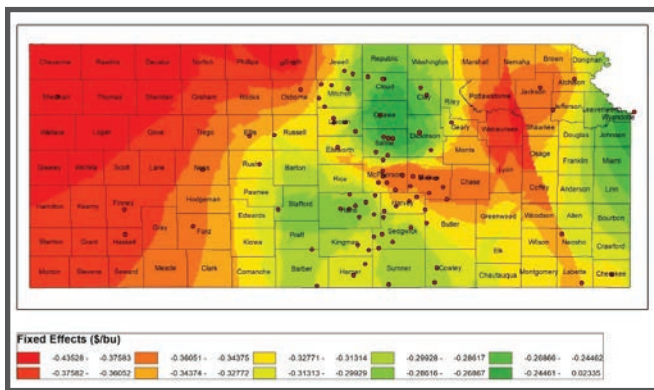 Cheyenne Rawlins Decatur Norton Phillips Smith Jewell Republic Washington Marshall Nemaha Brown Doniphan
Sherman Thomas Sheridan Graham Rooks Osborne Mitchell Cloud Clay Riley Pottawatomie Jackson Atchison
Jefferson Leavenworth Wyandotte
Wallace Logan Gove Trego Ellis Russell Lincoln Ottawa Dickinson Geary Wabaunsee Shawnee Douglas Johnson
Ellsworth Saline Morris Osage Franklin Miami
Greeley Wichita Scott Lane Ness Rush Barton Rice McPherson Marion Chase Lyon Coffey Anderson Linn
Hamilton Kearny Finney Hodgeman Pawnee Stafford Reno Harvey
Gray Ford Edwards Sedgwick Butler Greenwood Woodson Allen Bourbon
Stanton Grant Haskell Kiowa Pratt Kingman Elk Wilson Neosho Crawford
Morton Stevens Seward Meade Clark Comanche Barber Harper Sumner Cowley Chautauqua Montgomery Labette Cherokee
Fixed Effects ($/bu)
-0.43528 - -0.37583 -0.36051 - -0.34375 -0.32771 - -0.31314 -0.29928 - -0.28617 -0.26866 - -0.24462
-0.37582 - -0.36052 -0.34374 - -0.32772 -0.31313 - -0.29929 -0.28616 - -0.26867 -0.24461 - 0.02335